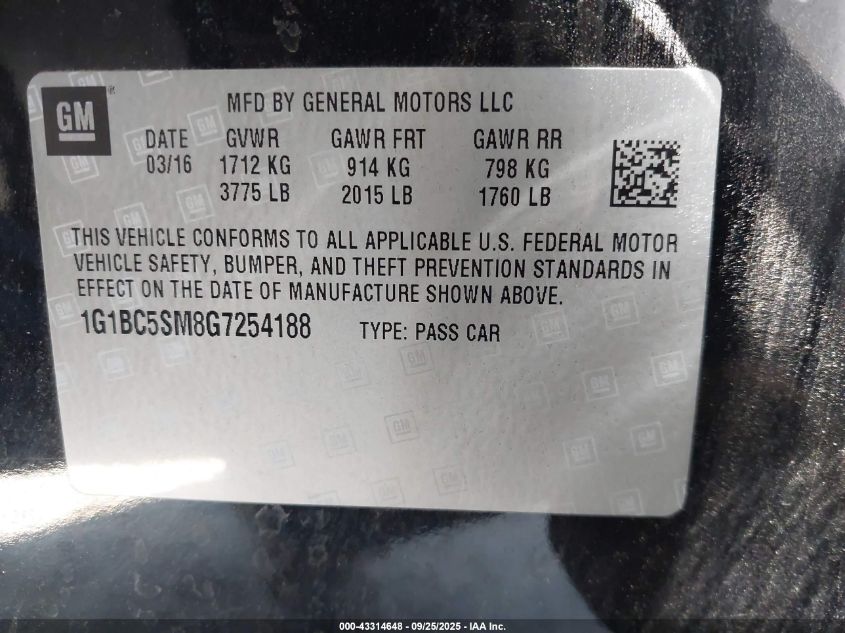 GM®
MFD BY GENERAL MOTORS LLC
DATE GVWR GAWR FRT GAWR RR
03/16 1712 KG 914 KG 798 KG
3775 LB 2015 LB 1760 LB
THIS VEHICLE CONFORMS TO ALL APPLICABLE U.S. FEDERAL MOTOR
VEHICLE SAFETY, BUMPER, AND THEFT PREVENTION STANDARDS IN
EFFECT ON THE DATE OF MANUFACTURE SHOWN ABOVE.
1G1BC5SM8G7254188 TYPE: PASS CAR
000-43314648 - 09/25/2025 - IAA Inc.